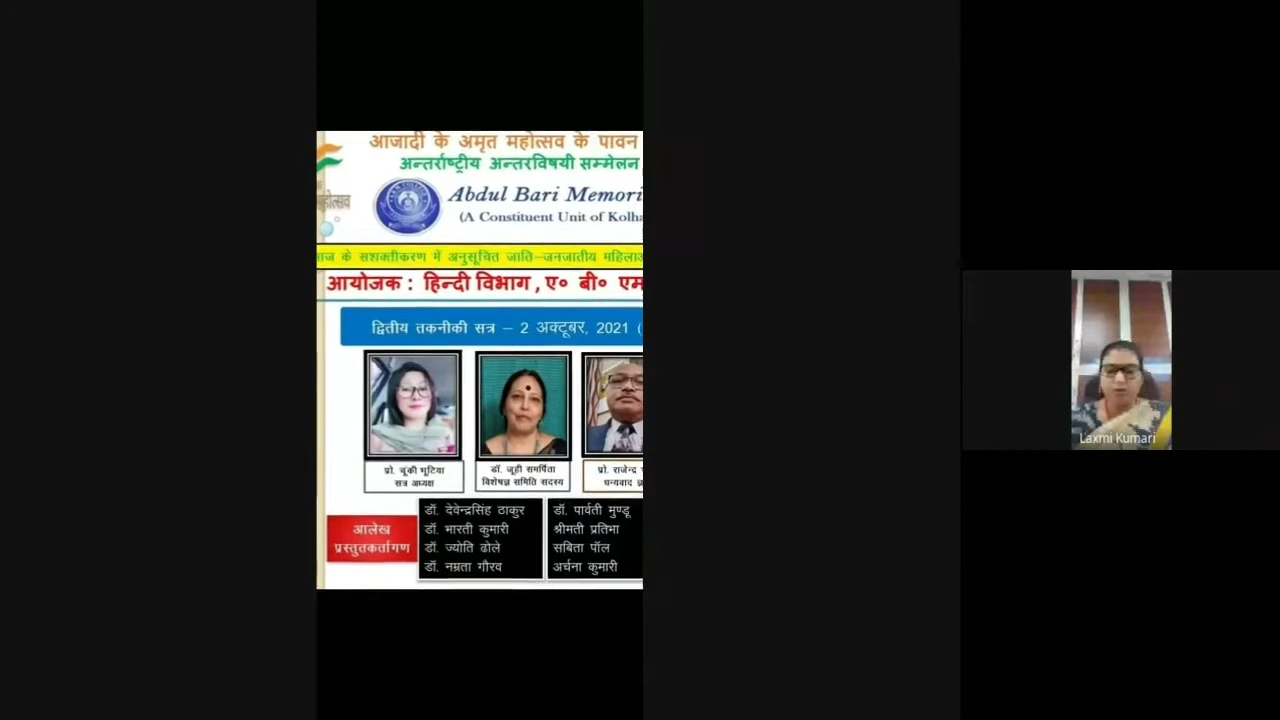 आजादी के अमृत महोत्सव के पावन
अन्तर्राष्ट्रीय अन्तरविषयी सम्मेलन
Abdul Bari Memori
(A Constituent Unit of Kolha
होत्सव
ाज के सशक्तीकरण में अनुसूचित जाति–जनजातीय महिलाओ
आयोजक : हिन्दी विभाग , ए० बी० एम
द्वितीय तकनीकी सत्र – 2 अक्टूबर, 2021 (
प्रो. चूंकी भूटिया
सत्र अध्यक्ष
डॉ. जूही समर्पिता
विशेषज्ञ समिति सदस्य
प्रो. राजेन्द्र
धन्यवाद ज्ञ
आलेख
प्रस्तुतकर्तागण
डॉ. देवेन्द्रसिंह ठाकुर
डॉ. भारती कुमारी
डॉ. ज्योति ढोले
डॉ. नम्रता गौरव
डॉ. पार्वती मुण्डू
श्रीमती प्रतिभा
सबिता पॉल
अर्चना कुमारी
Laxmi Kumari